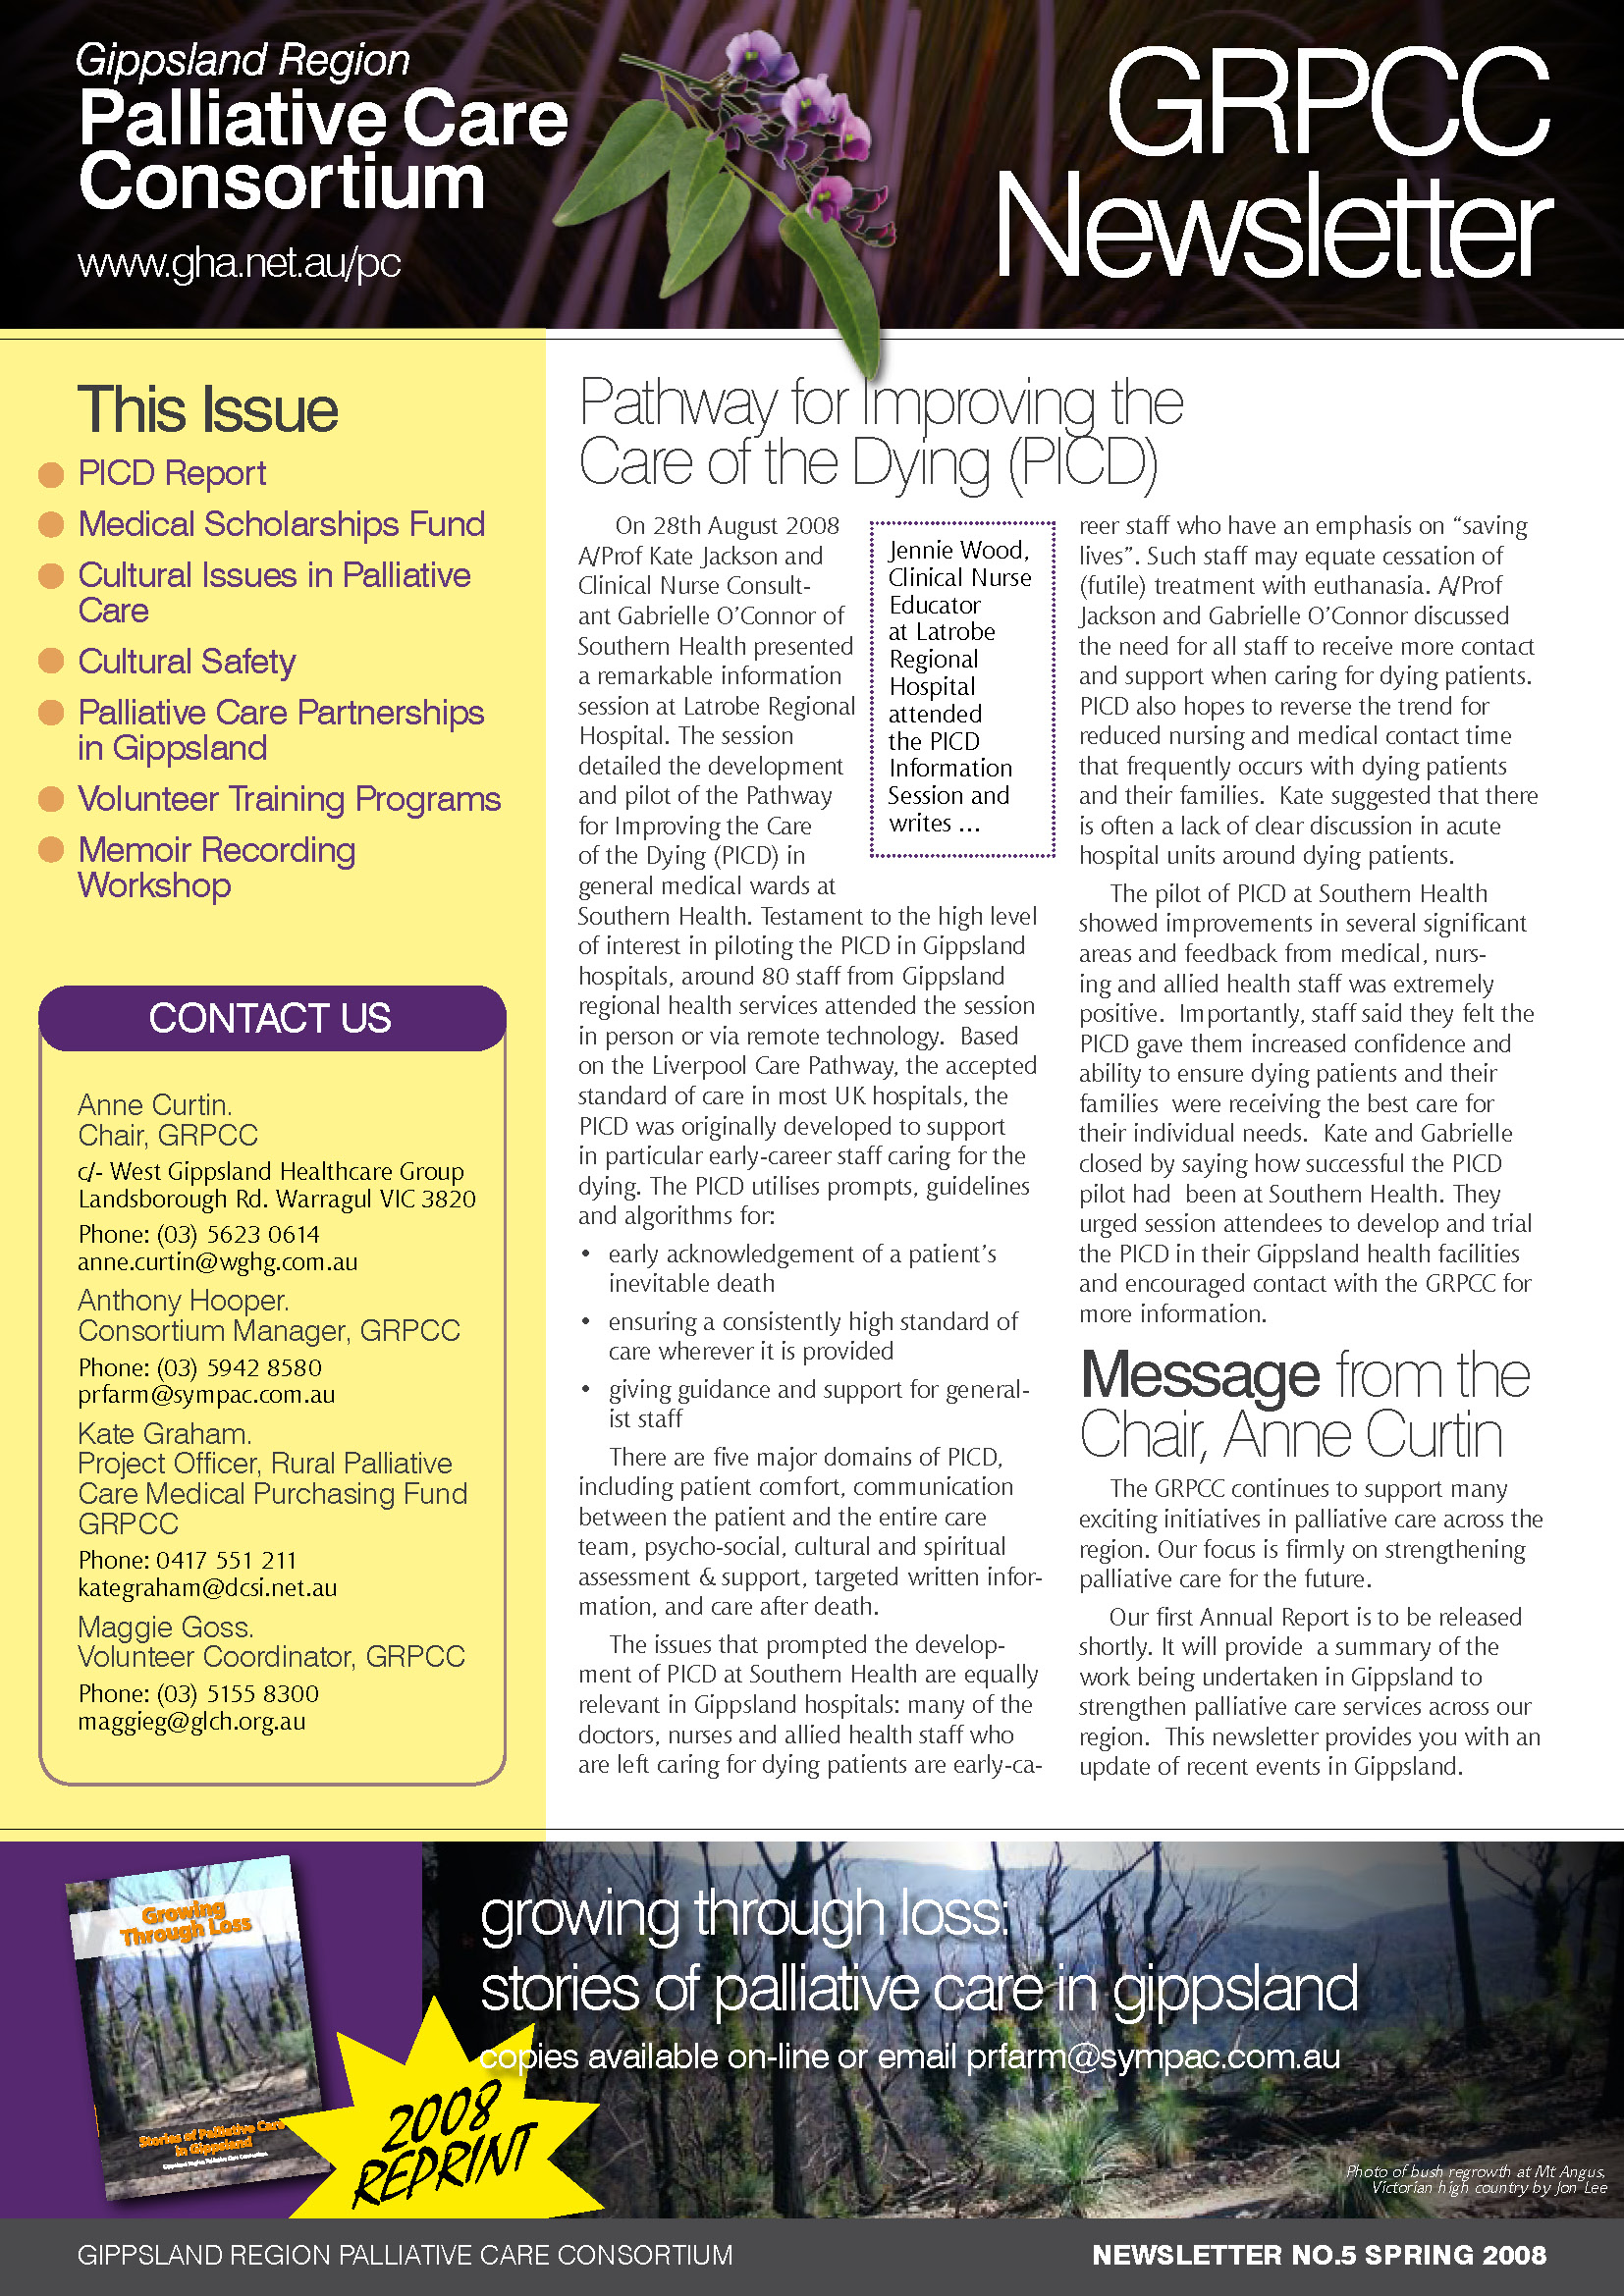 Gippsland Region
Palliative Care
Consortium
www.gha.net.au/pc
GRPCC
Newsletter
This Issue
PICD Report
Medical Scholarships Fund
Cultural Issues in Palliative
Care
Cultural Safety
Palliative Care Partnerships
in Gippsland
Volunteer Training Programs
Memoir Recording
Workshop
CONTACT US
Anne Curtin.
Chair, GRPCC
c/- West Gippsland Healthcare Group
Landsborough Rd. Warragul VIC 3820
Phone: (03) 5623 0614
anne.curtin@wghg.com.au
Anthony Hooper.
Consortium Manager, GRPCC
Phone: (03) 5942 8580
prfarm@sympac.com.au
Kate Graham.
Project Officer, Rural Palliative
Care Medical Purchasing Fund
GRPCC
Phone: 0417 551 211
kategraham@dcsi.net.au
Maggie Goss.
Volunteer Coordinator, GRPCC
Phone: (03) 5155 8300
maggieg@glch.org.au
Pathway for Improving the
Care of the Dying (PICD)
On 28th August 2008
A/Prof Kate Jackson and
Clinical Nurse Consult-
ant Gabrielle O'Connor of
Southern Health presented
a remarkable information
session at Latrobe Regional
Hospital. The session
detailed the development
and pilot of the Pathway
for Improving the Care
of the Dying (PICD) in
general medical wards at
Southern Health. Testament to the high level
of interest in piloting the PICD in Gippsland
hospitals, around 80 staff from Gippsland
regional health services attended the session
in person or via remote technology.  Based
on the Liverpool Care Pathway, the accepted
standard of care in most UK hospitals, the
PICD was originally developed to support
in particular early-career staff caring for the
dying. The PICD utilises prompts, guidelines
and algorithms for:
• early acknowledgement of a patient's
inevitable death
• ensuring a consistently high standard of
care wherever it is provided
• giving guidance and support for general-
ist staff
There are five major domains of PICD,
including patient comfort, communication
between the patient and the entire care
team, psycho-social, cultural and spiritual
assessment & support, targeted written infor-
mation, and care after death.
The issues that prompted the develop-
ment of PICD at Southern Health are equally
relevant in Gippsland hospitals: many of the
doctors, nurses and allied health staff who
are left caring for dying patients are early-ca-
Jennie Wood,
Clinical Nurse
Educator
at Latrobe
Regional
Hospital
attended
the PICD
Information
Session and
writes ...
reer staff who have an emphasis on “saving
lives”. Such staff may equate cessation of
(futile) treatment with euthanasia. A/Prof
Jackson and Gabrielle O'Connor discussed
the need for all staff to receive more contact
and support when caring for dying patients.
PICD also hopes to reverse the trend for
reduced nursing and medical contact time
that frequently occurs with dying patients
and their families.  Kate suggested that there
is often a lack of clear discussion in acute
hospital units around dying patients.
The pilot of PICD at Southern Health
showed improvements in several significant
areas and feedback from medical, nurs-
ing and allied health staff was extremely
positive.  Importantly, staff said they felt the
PICD gave them increased confidence and
ability to ensure dying patients and their
families  were receiving the best care for
their individual needs.  Kate and Gabrielle
closed by saying how successful the PICD
pilot had  been at Southern Health. They
urged session attendees to develop and trial
the PICD in their Gippsland health facilities
and encouraged contact with the GRPCC for
more information.
Message from the
Chair, Anne Curtin
The GRPCC continues to support many
exciting initiatives in palliative care across the
region. Our focus is firmly on strengthening
palliative care for the future.
Our first Annual Report is to be released
shortly. It will provide  a summary of the
work being undertaken in Gippsland to
strengthen palliative care services across our
region.  This newsletter provides you with an
update of recent events in Gippsland.
Growing
Through Loss
Stories of Palliative Care
in Gippsland
Gippsland Region Palliative Care Consortium
2008
REPRINT
growing through loss:
stories of palliative care in gippsland
copies available on-line or email prfarm@sympac.com.au
Photo of bush regrowth at Mt Angus,
Victorian high country by Jon Lee
GIPPSLAND REGION PALLIATIVE CARE CONSORTIUM
NEWSLETTER NO.5 SPRING 2008